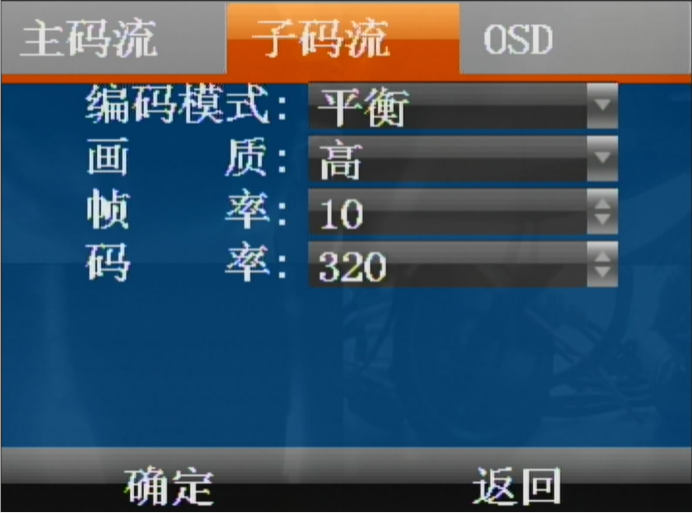 主码流 子码流 OSD
编码模式: 平衡
画 质: 高
帧 率: 10
码 率: 320
确定 返回